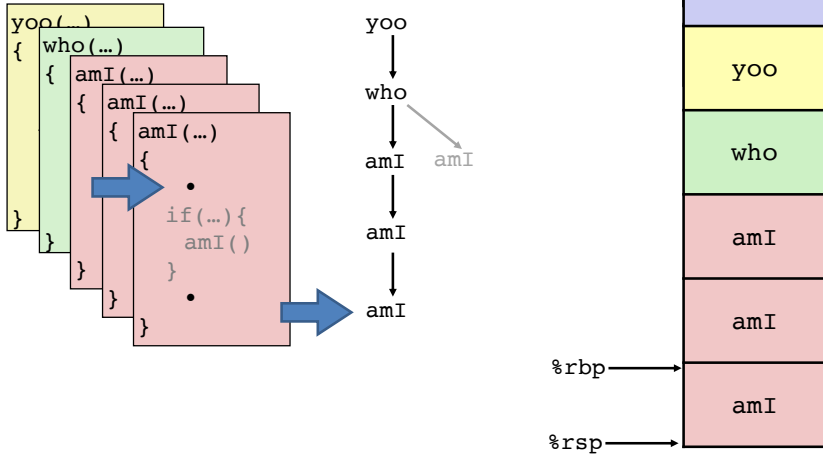 yoo(…)
{
}
who(…)
{
}
amI(…)
{
}
amI(…)
{
}
amI(…)
{
•
if(…){
amI()
}
•
}
yoo
who
amI
amI
amI
amI
yoo
who
amI
amI
amI
%rbp
%rsp